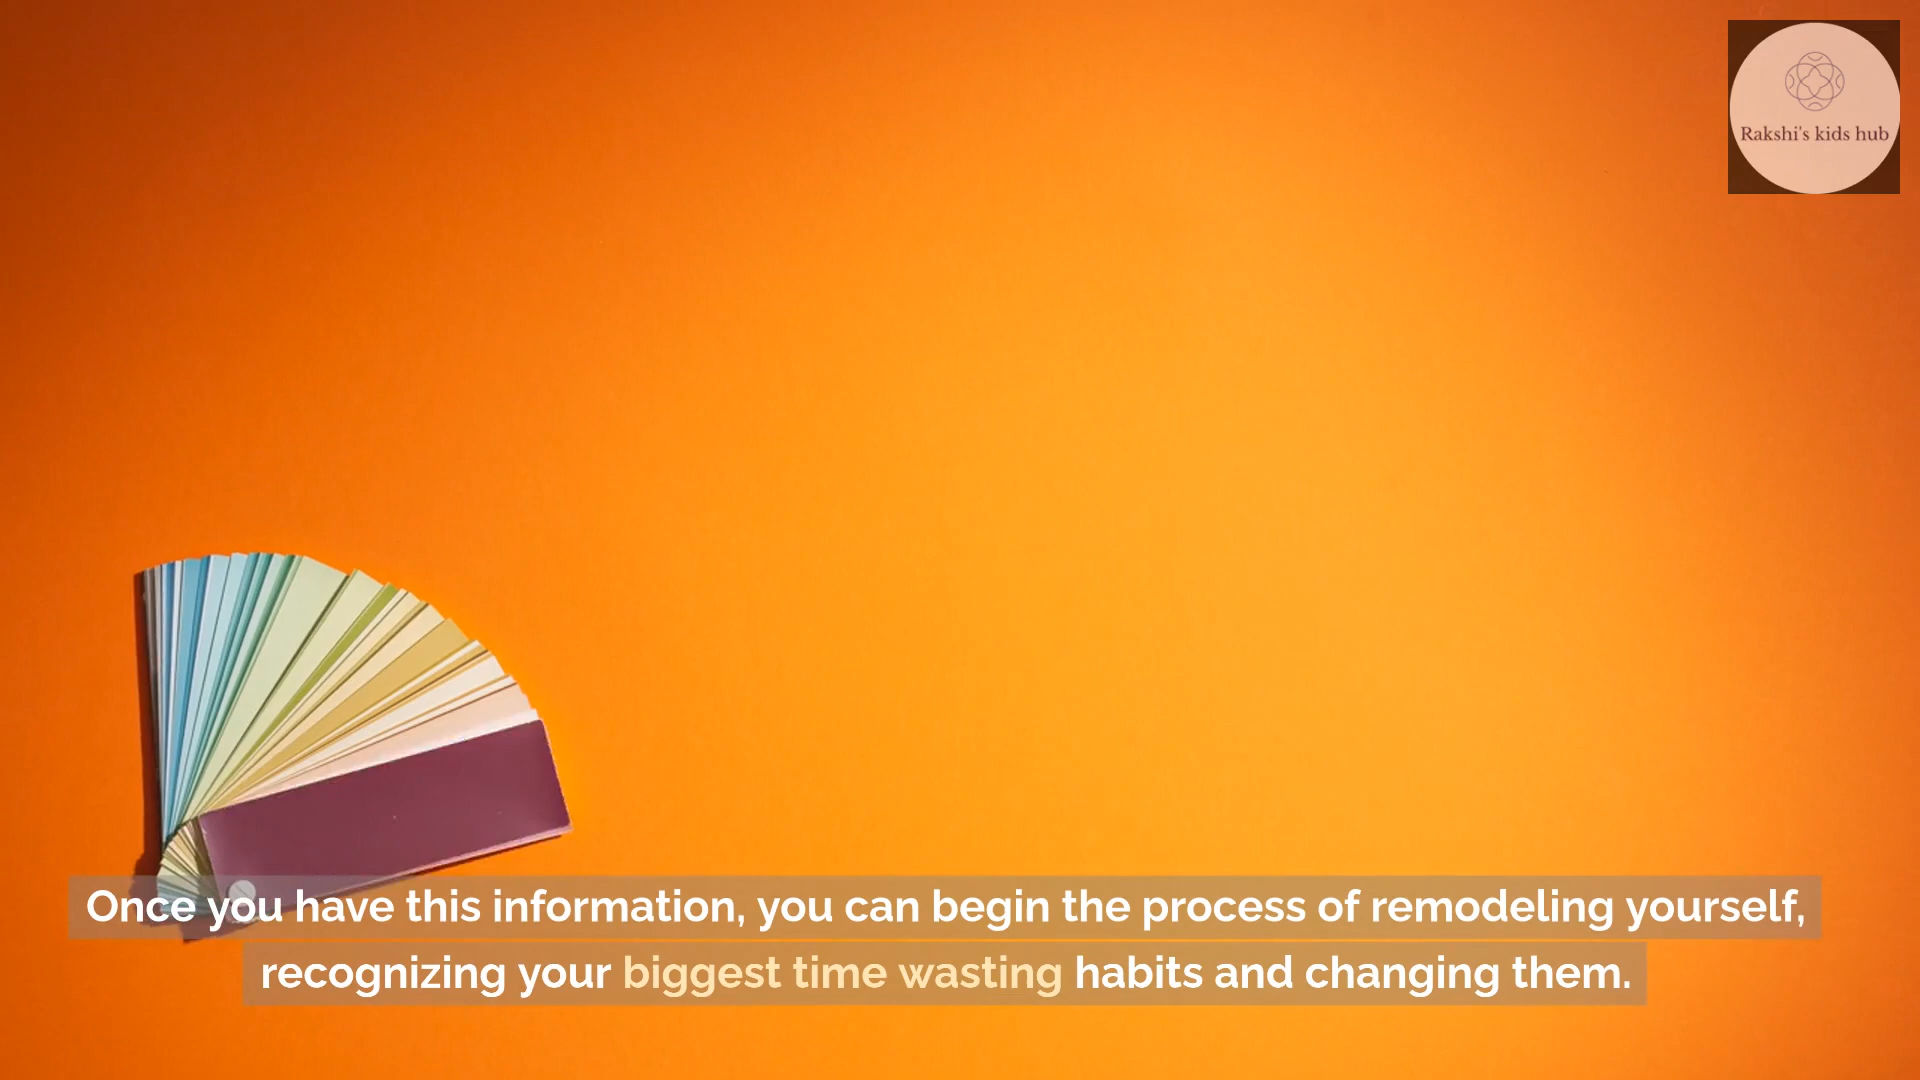 Rakshi's kids hub
Once you have this information, you can begin the process of remodeling yourself,
recognizing your biggest time wasting habits and changing them.